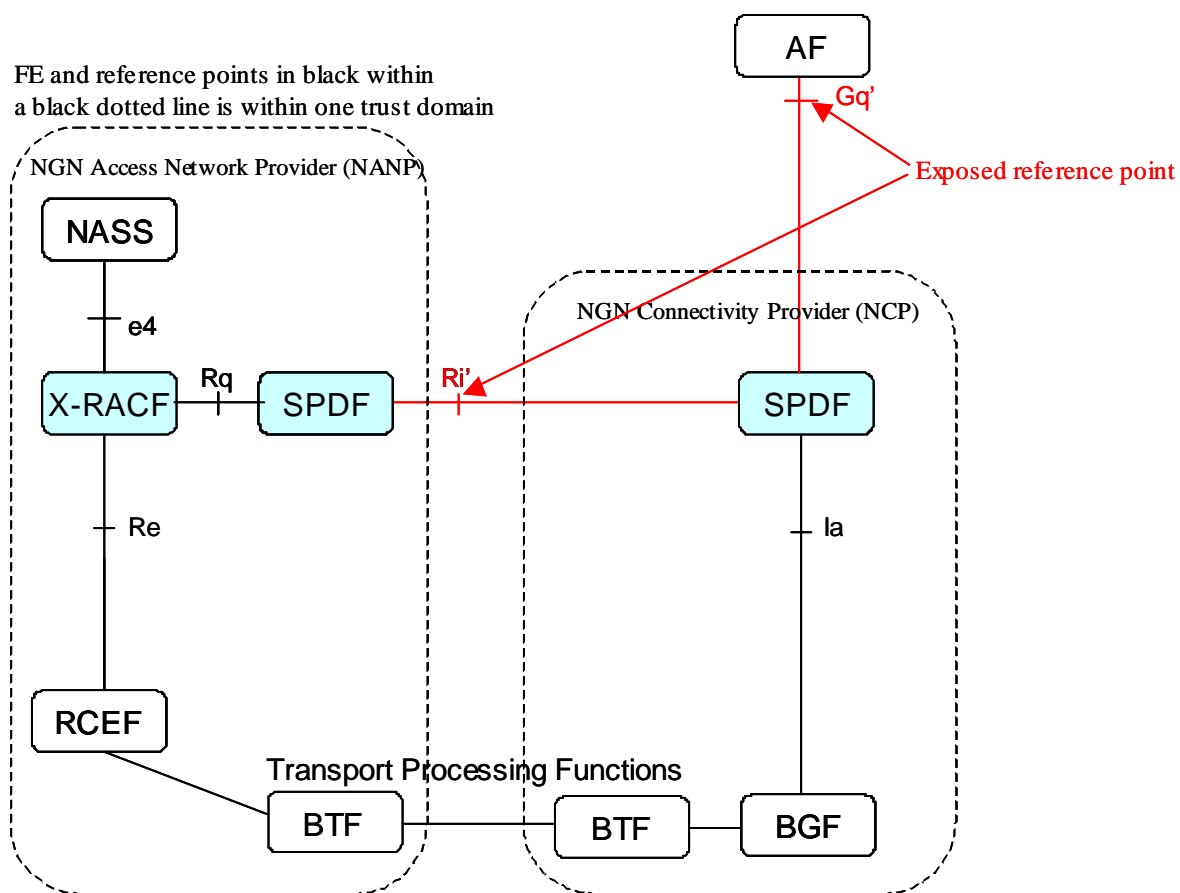 AF
FE and reference points in black within
a black dotted line is within one trust domain
Gq’
NGN Access Network Provider (NANP)
Exposed reference point
NASS
NGN Connectivity Provider (NCP)
e4
Rq
Ri’
X-RACF
SPDF
SPDF
Re
Ia
RCEF
Transport Processing Functions
BTF
BTF
BGF